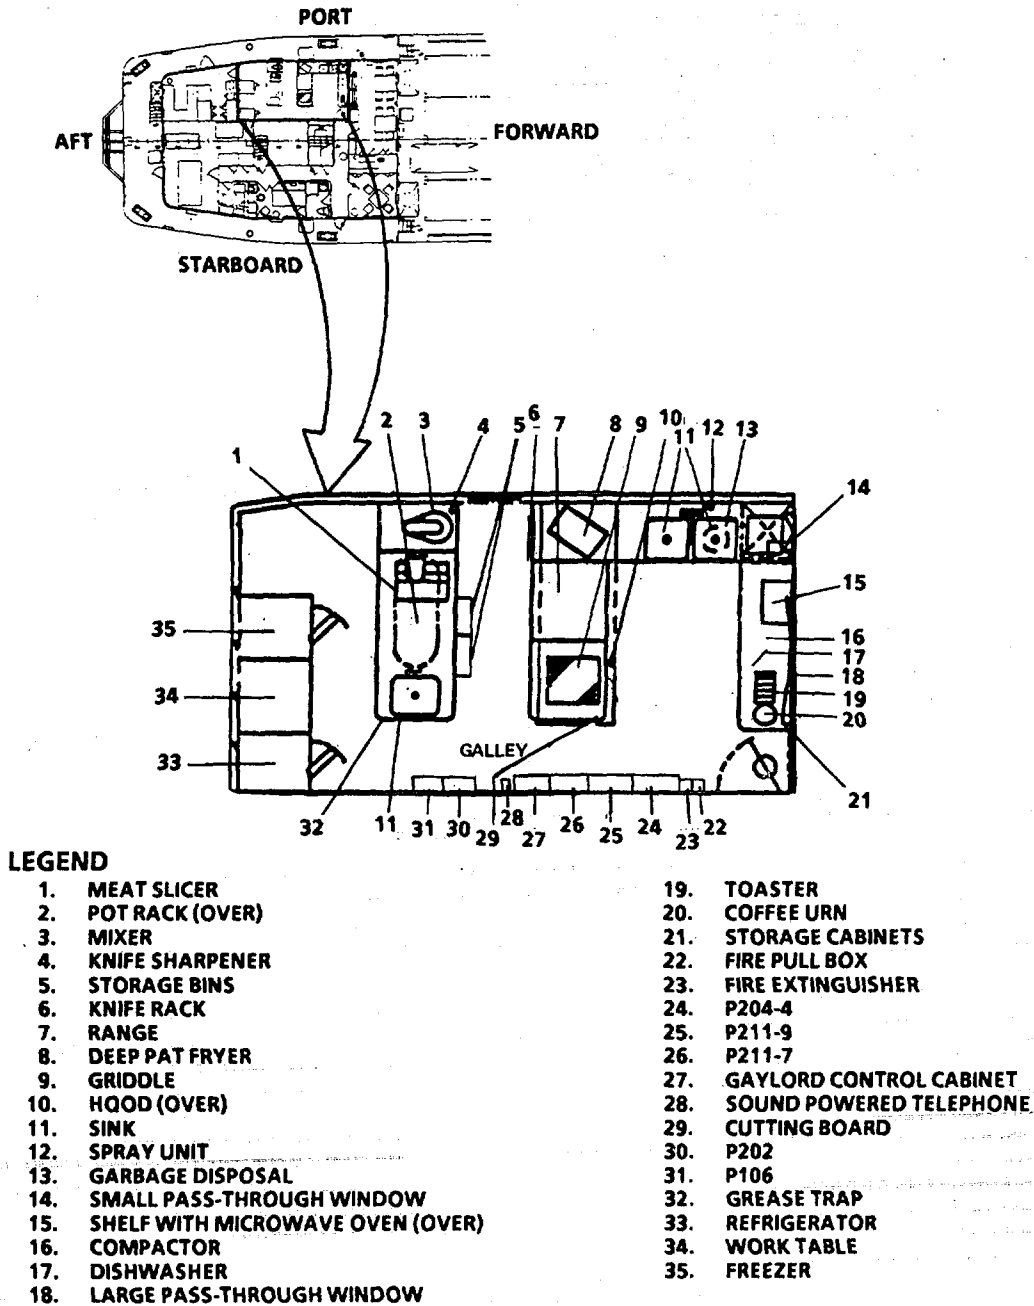 PORT
AFT
FORWARD
STARBOARD
1 2 3 4 5 6 7 8 9 10 11 12 13
14
15
16
17
18
19
20
21
35
34
33
GALLEY
32 11 31 30 29 28 27 26 25 24 23 22
LEGEND
1. MEAT SLICER
2. POT RACK (OVER)
3. MIXER
4. KNIFE SHARPENER
5. STORAGE BINS
6. KNIFE RACK
7. RANGE
8. DEEP PAT FRYER
9. GRIDDLE
10. HOOD (OVER)
11. SINK
12. SPRAY UNIT
13. GARBAGE DISPOSAL
14. SMALL PASS-THROUGH WINDOW
15. SHELF WITH MICROWAVE OVEN (OVER)
16. COMPACTOR
17. DISHWASHER
18. LARGE PASS-THROUGH WINDOW
19. TOASTER
20. COFFEE URN
21. STORAGE CABINETS
22. FIRE PULL BOX
23. FIRE EXTINGUISHER
24. P204-4
25. P211-9
26. P211-7
27. GAYLORD CONTROL CABINET
28. SOUND POWERED TELEPHONE
29. CUTTING BOARD
30. P202
31. P106
32. GREASE TRAP
33. REFRIGERATOR
34. WORK TABLE
35. FREEZER